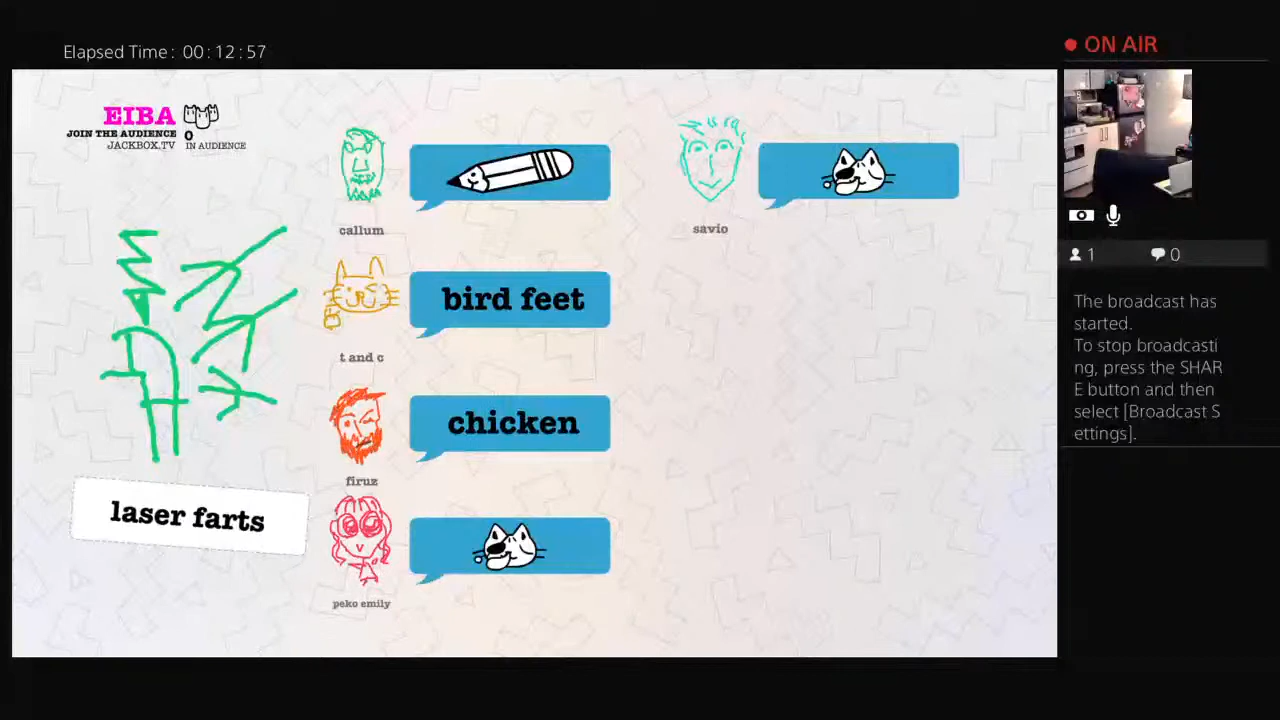 Elapsed Time: 00:12:57
ON AIR
EIBA
JOIN THE AUDIENCE 0
JACKBOX.TV IN AUDIENCE
callum
savio
bird feet
t and c
chicken
firuz
laser farts
peko emily
1 0
The broadcast has
started.
To stop broadcasti
ng, press the SHAR
E button and then
select [Broadcast S
ettings].